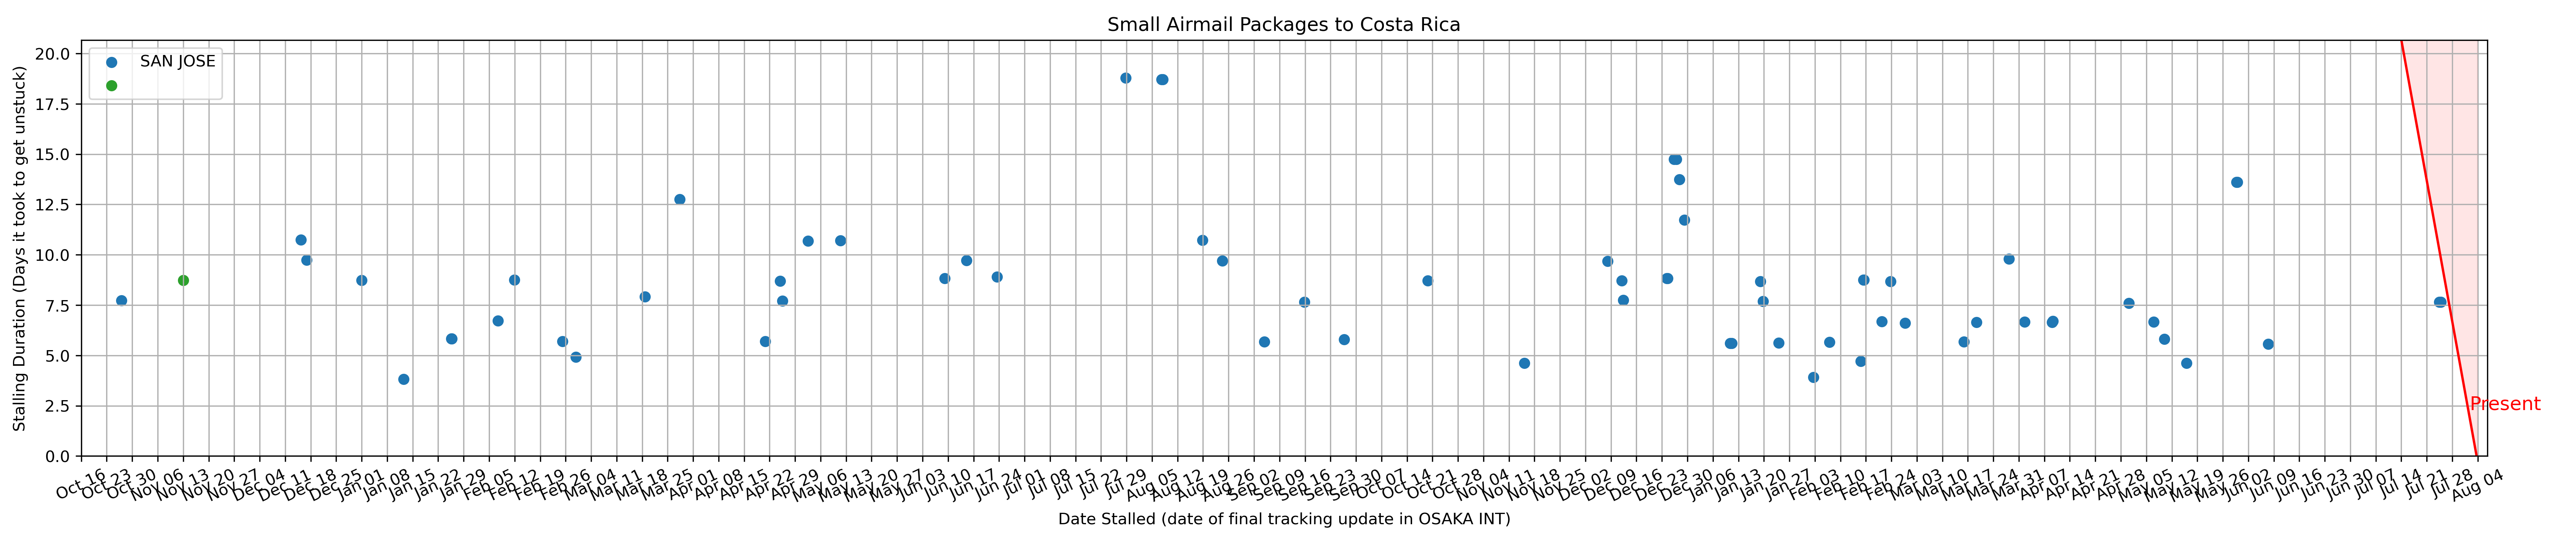 Small Airmail Packages to Costa Rica
SAN JOSE
Stalling Duration (Days it took to get unstuck)
20.0
17.5
15.0
12.5
10.0
7.5
5.0
2.5
0.0
Present
Oct 16
Oct 23
Oct 30
Nov 06
Nov 13
Nov 20
Nov 27
Dec 04
Dec 11
Dec 18
Dec 25
Jan 01
Jan 08
Jan 15
Jan 22
Jan 29
Feb 05
Feb 12
Feb 19
Feb 26
Mar 04
Mar 11
Mar 18
Mar 25
Apr 01
Apr 08
Apr 15
Apr 22
Apr 29
May 06
May 13
May 20
May 27
Jun 03
Jun 10
Jun 17
Jun 24
Jul 01
Jul 08
Jul 15
Jul 22
Jul 29
Aug 05
Aug 12
Aug 19
Aug 26
Sep 02
Sep 09
Sep 16
Sep 23
Sep 30
Oct 07
Oct 14
Oct 21
Oct 28
Nov 04
Nov 11
Nov 18
Nov 25
Dec 02
Dec 09
Dec 16
Dec 23
Dec 30
Jan 06
Jan 13
Jan 20
Jan 27
Feb 03
Feb 10
Feb 17
Feb 24
Mar 03
Mar 10
Mar 17
Mar 24
Mar 31
Apr 07
Apr 14
Apr 21
Apr 28
May 05
May 12
May 19
May 26
Jun 02
Jun 09
Jun 16
Jun 23
Jun 30
Jul 07
Jul 14
Jul 21
Jul 28
Aug 04
Date Stalled (date of final tracking update in OSAKA INT)